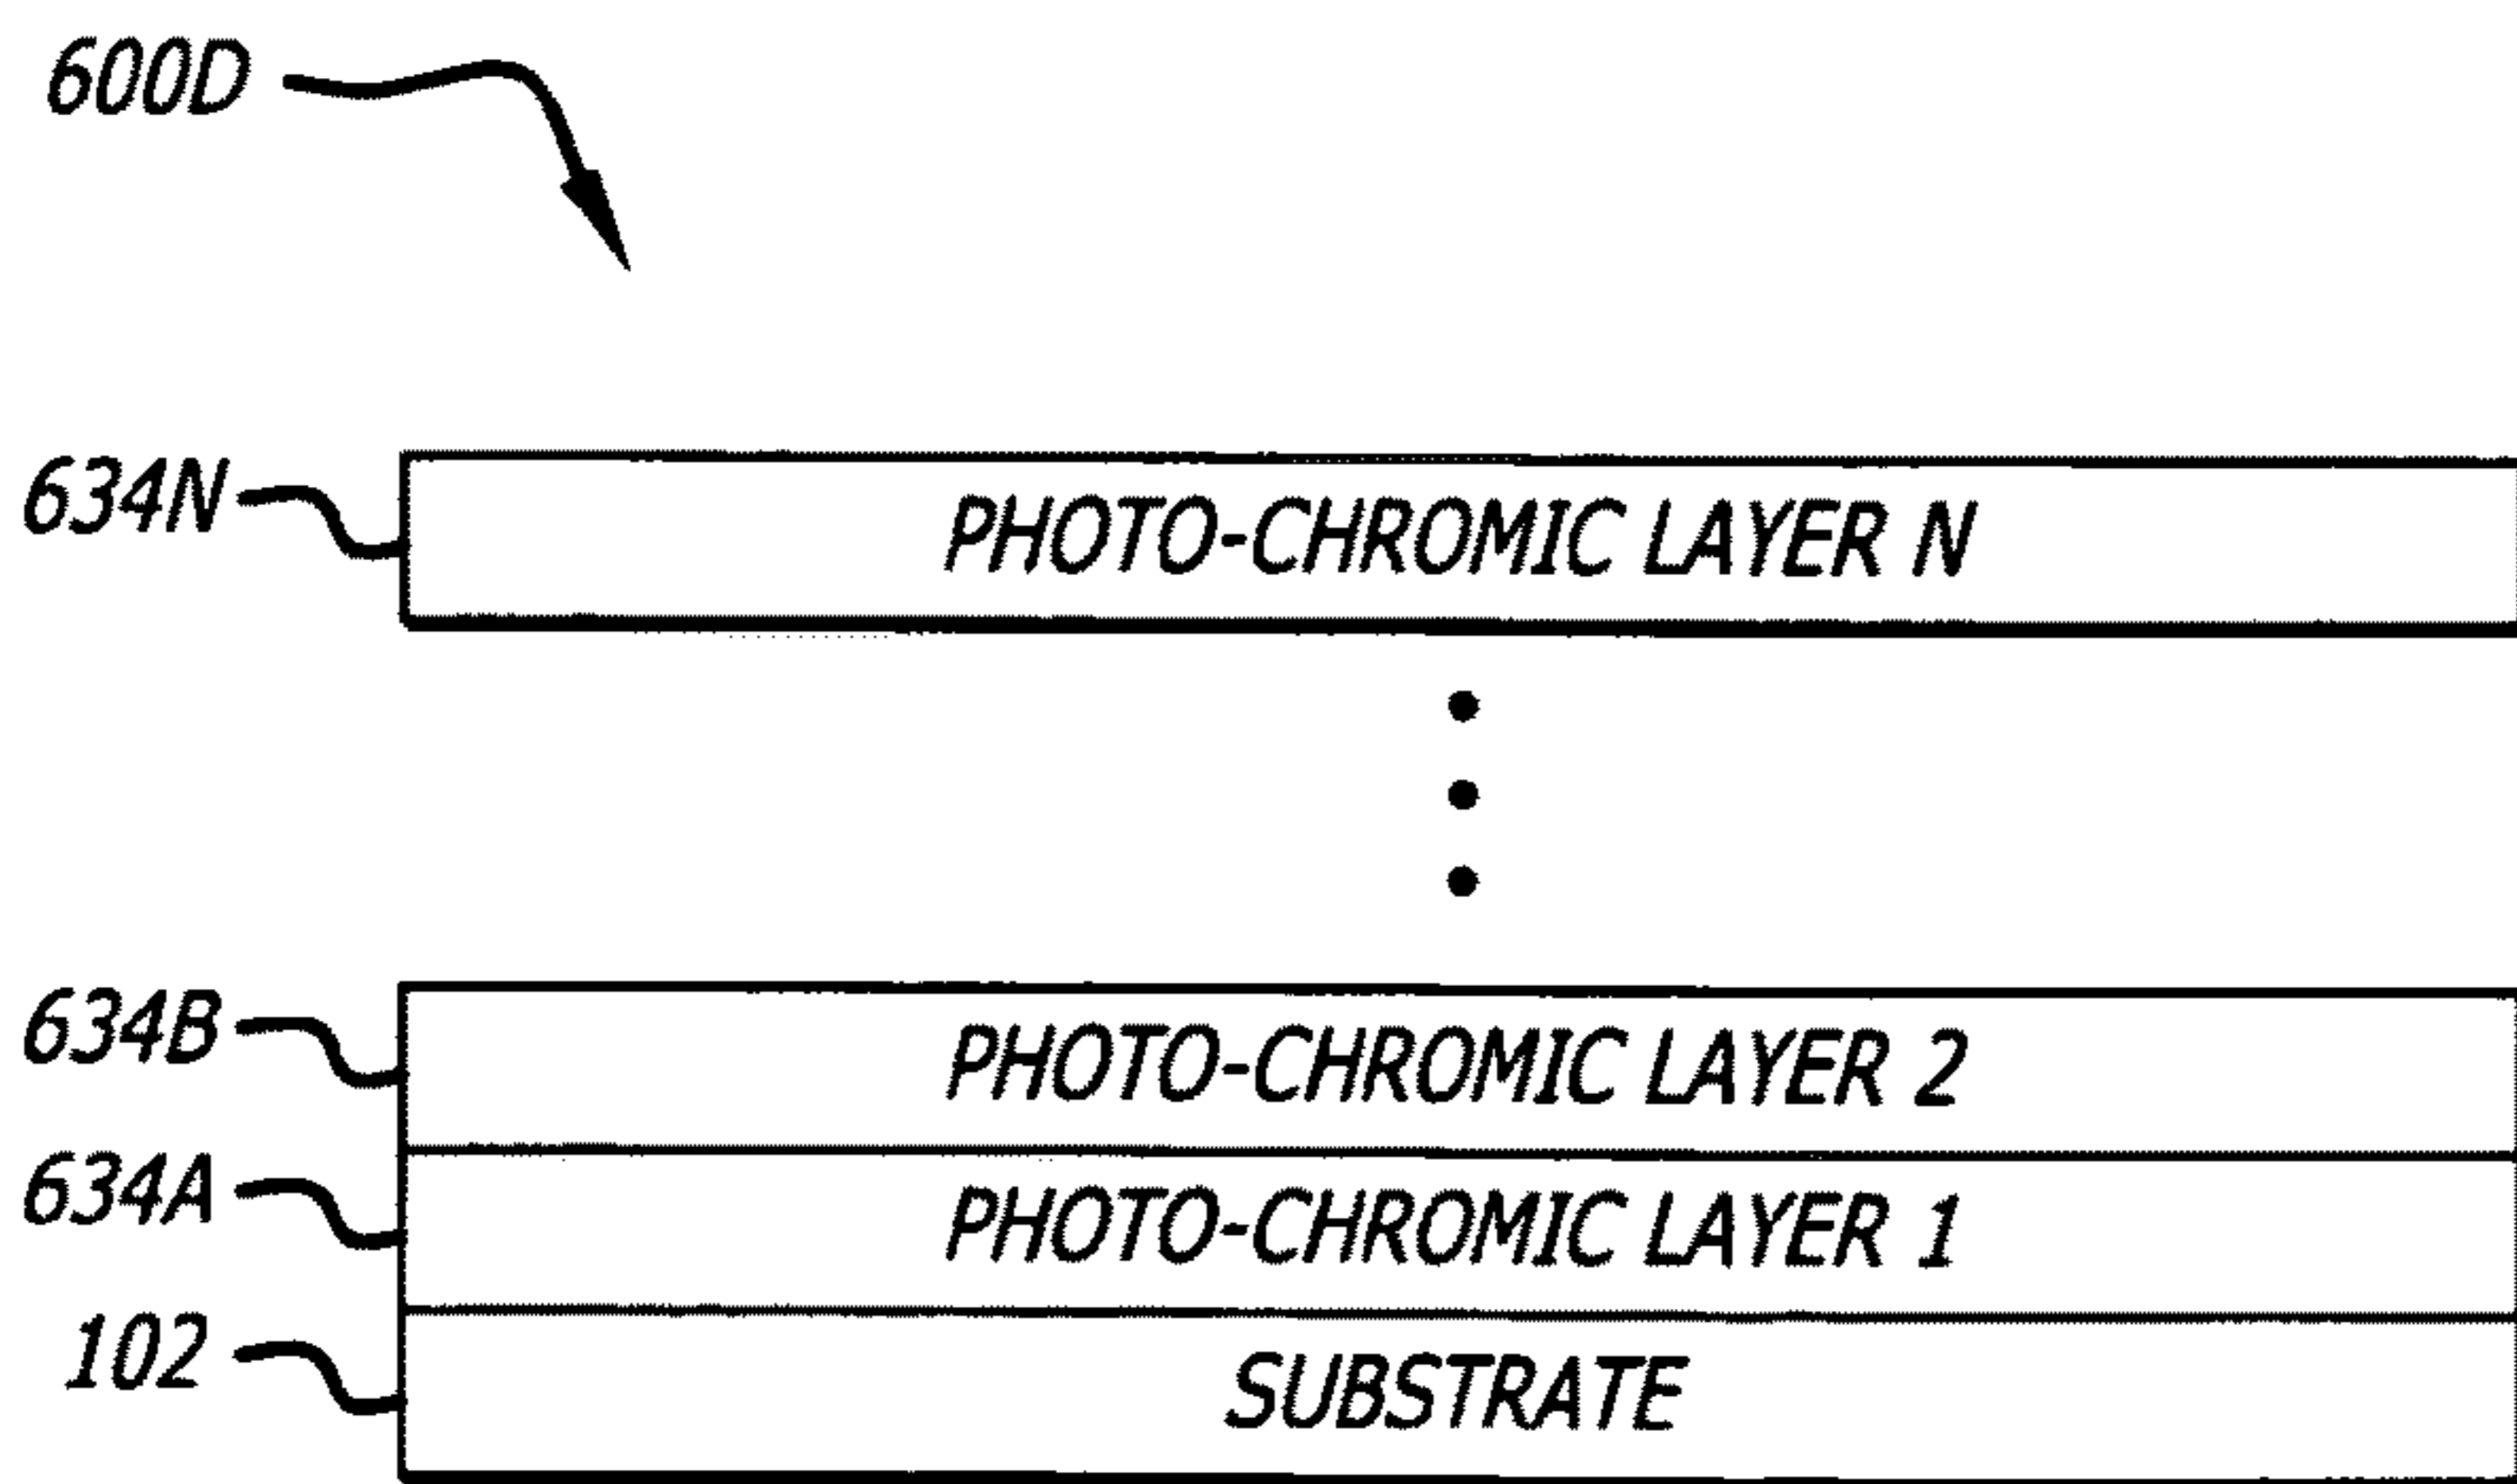 600D
634N PHOTO-CHROMIC LAYER N
634B PHOTO-CHROMIC LAYER 2
634A PHOTO-CHROMIC LAYER 1
102 SUBSTRATE